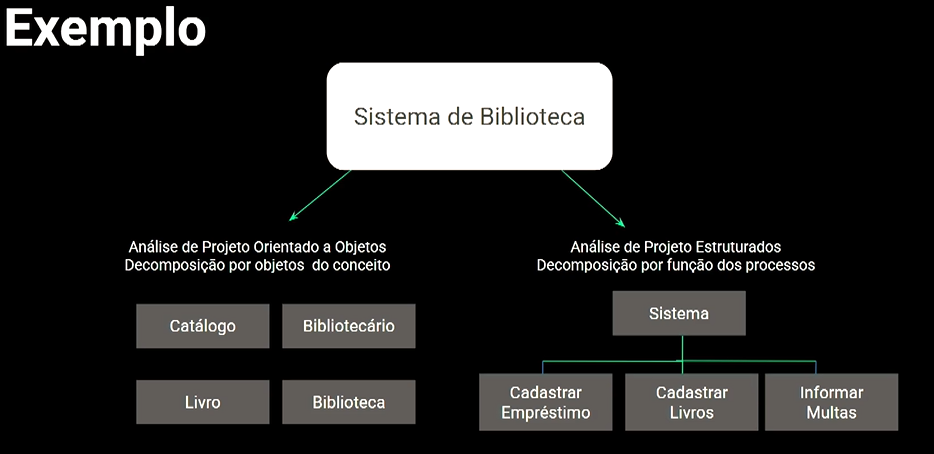 Exemplo
Sistema de Biblioteca
Análise de Projeto Orientado a Objetos
Decomposição por objetos do conceito
Catálogo
Bibliotecário
Livro
Biblioteca
Análise de Projeto Estruturados
Decomposição por função dos processos
Sistema
Cadastrar
Empréstimo
Cadastrar
Livros
Informar
Multas